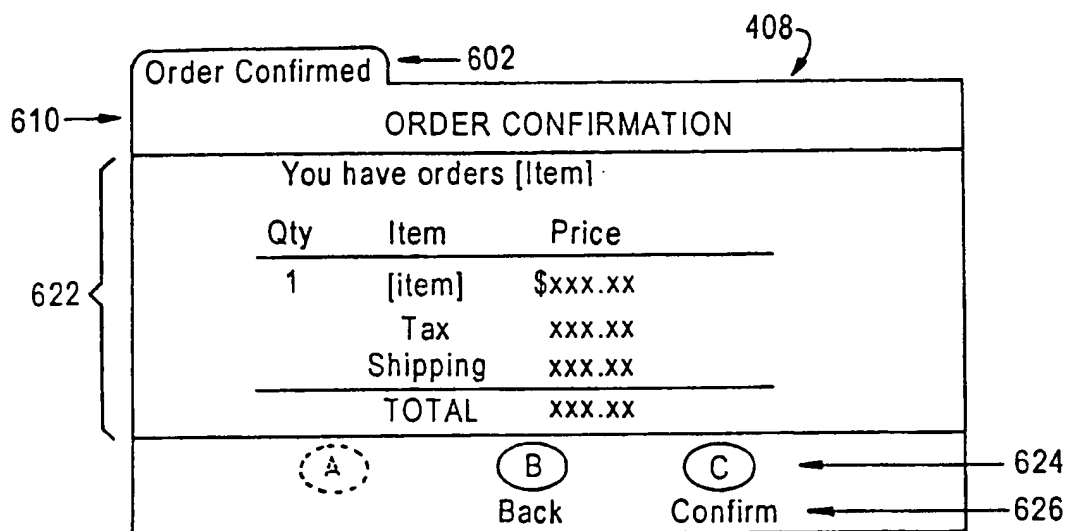 408
Order Confirmed 602
610 ORDER CONFIRMATION
You have orders [Item]
Qty Item Price
1 [item] $xxx.xx
622
Tax xxx.xx
Shipping xxx.xx
TOTAL xxx.xx
A B C 624
Back Confirm 626